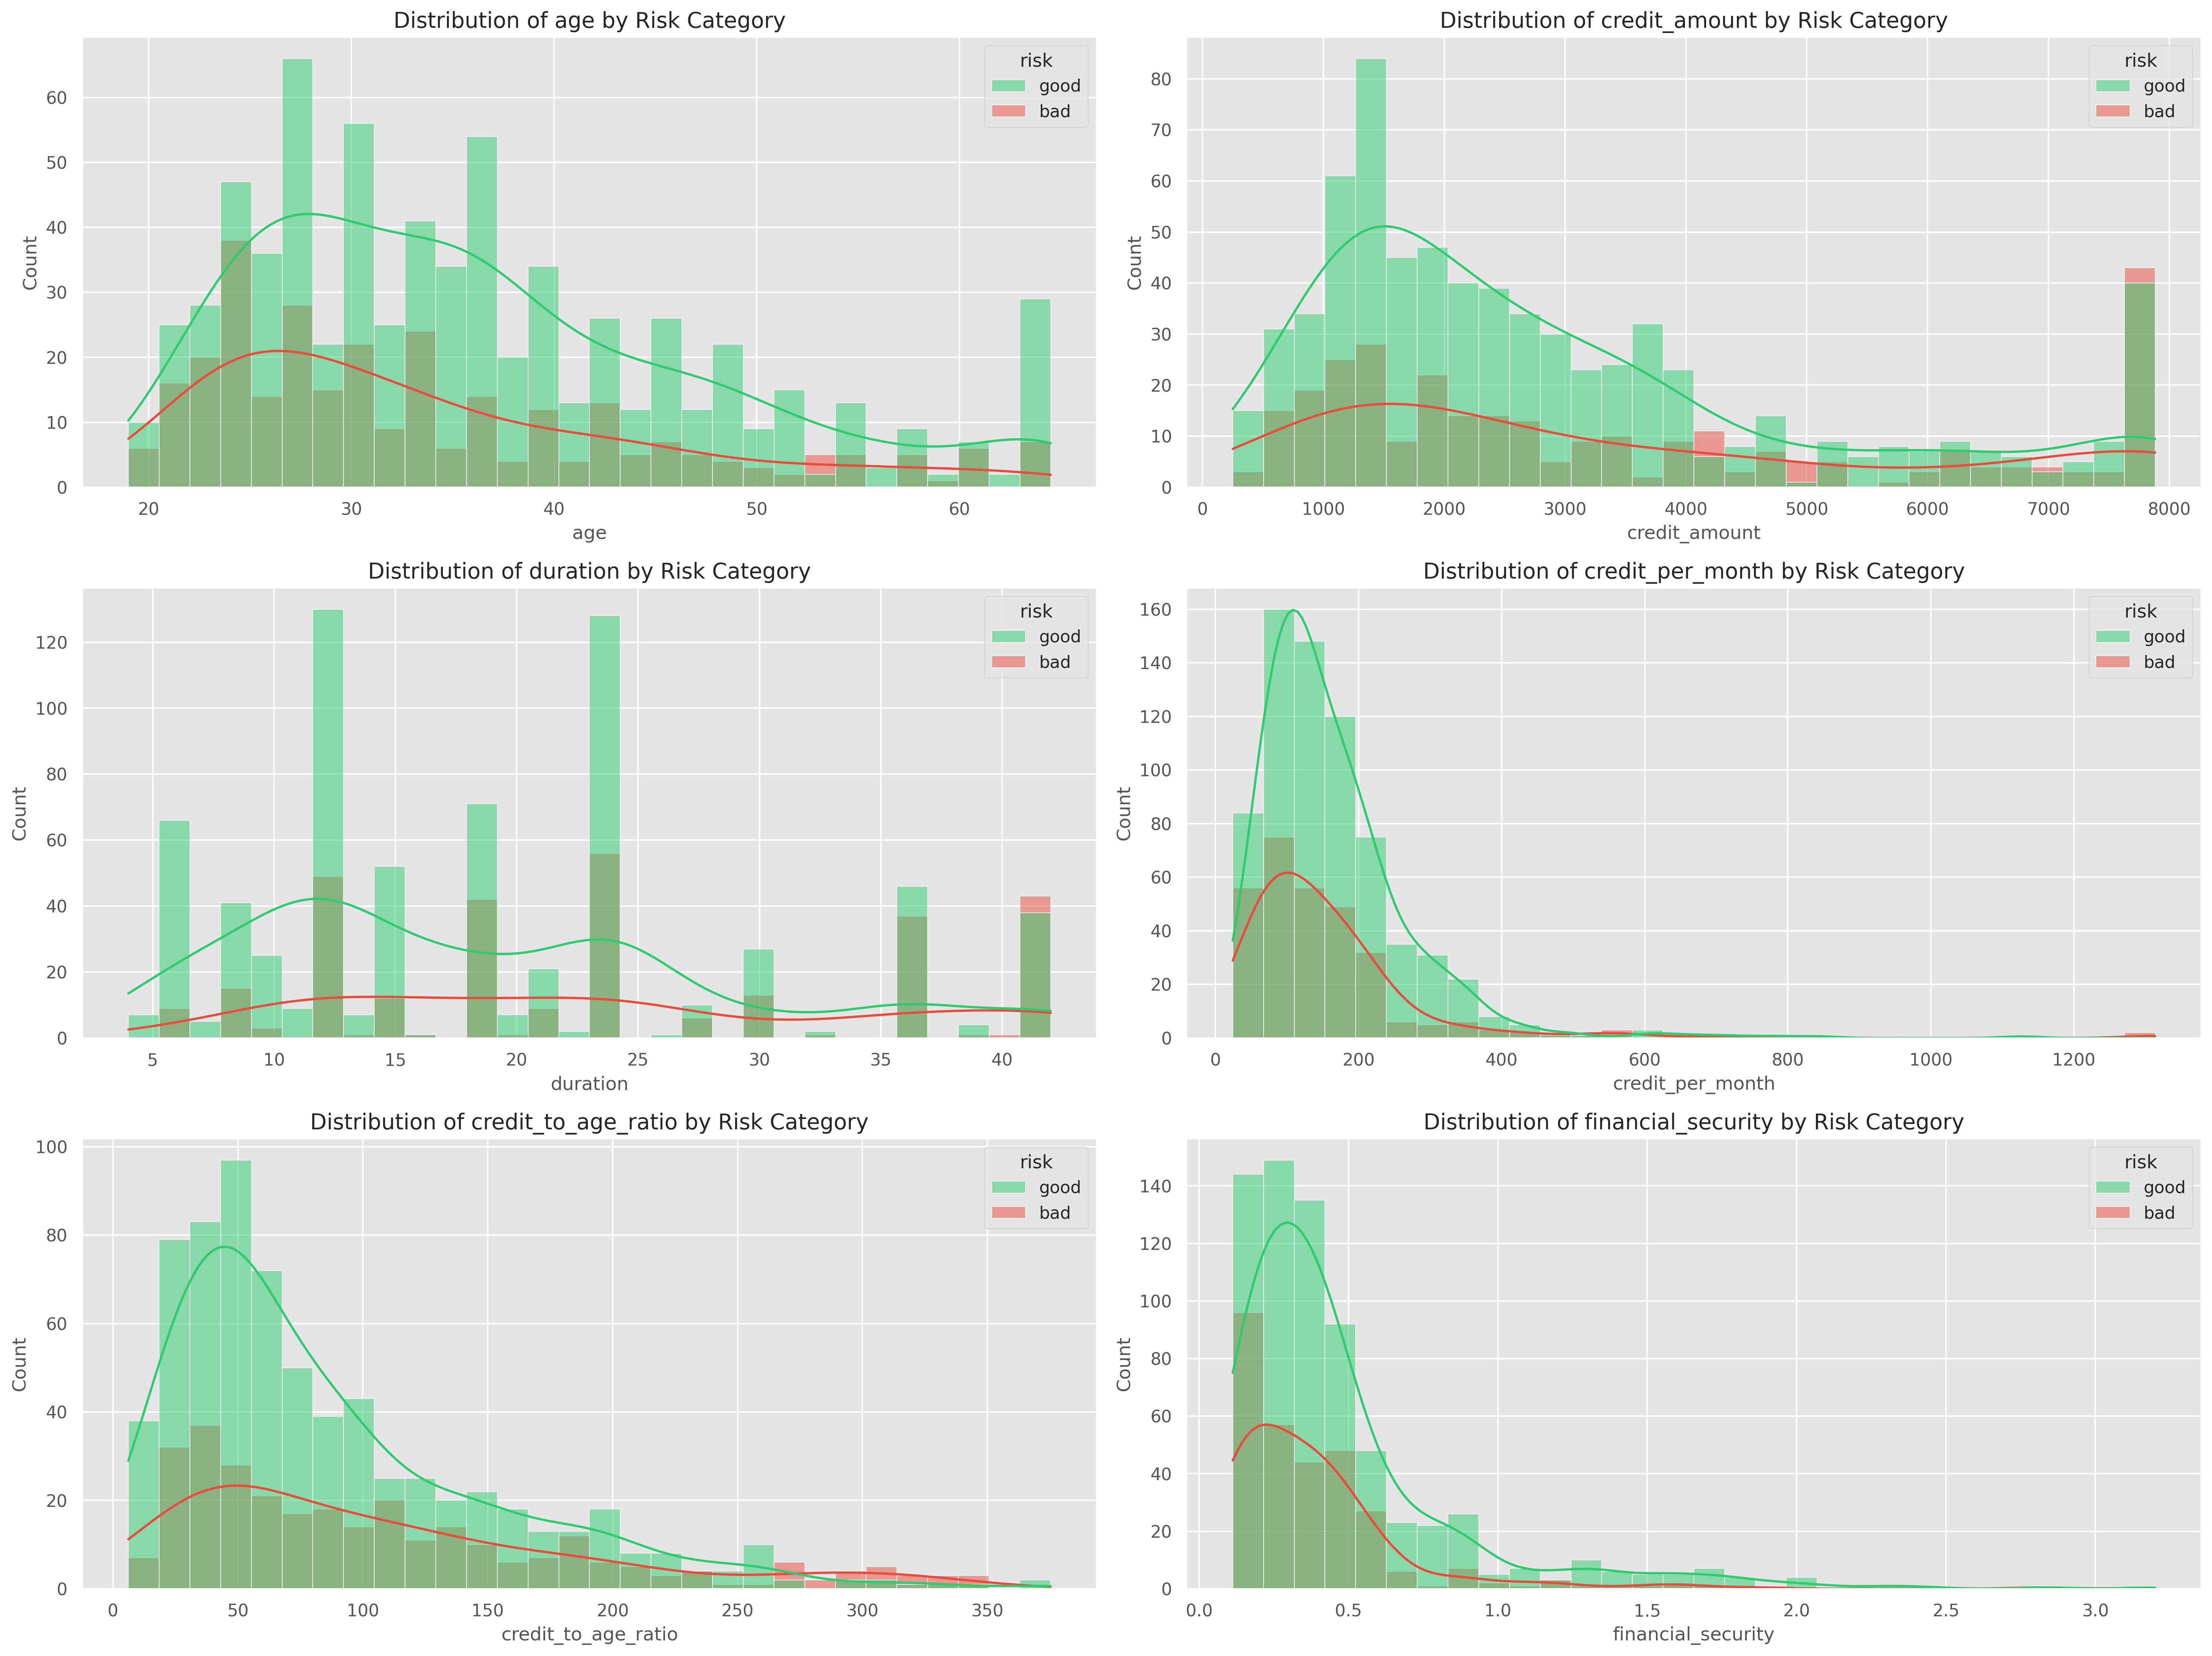 Distribution of age by Risk Category
risk
good
bad
60
50
40
30
20
10
0
Count
20 30 40 50 60
age
Distribution of credit_amount by Risk Category
risk
good
bad
80
70
60
50
40
30
20
10
0
Count
0 1000 2000 3000 4000 5000 6000 7000 8000
credit_amount
Distribution of duration by Risk Category
risk
good
bad
120
100
80
60
40
20
0
Count
5 10 15 20 25 30 35 40
duration
Distribution of credit_per_month by Risk Category
risk
good
bad
160
140
120
100
80
60
40
20
0
Count
0 200 400 600 800 1000 1200
credit_per_month
Distribution of credit_to_age_ratio by Risk Category
risk
good
bad
100
80
60
40
20
0
Count
0 50 100 150 200 250 300 350
credit_to_age_ratio
Distribution of financial_security by Risk Category
risk
good
bad
140
120
100
80
60
40
20
0
Count
0.0 0.5 1.0 1.5 2.0 2.5 3.0
financial_security